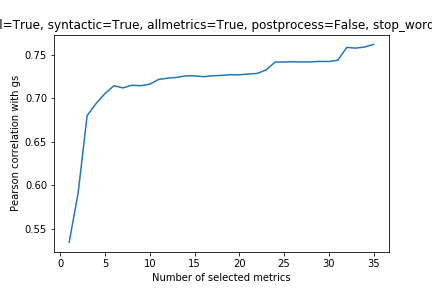 l=True, syntactic=True, allmetrics=True, postprocess=False, stop_word
0.75
0.70
0.65
0.60
0.55
Pearson correlation with gs
0 5 10 15 20 25 30 35
Number of selected metrics